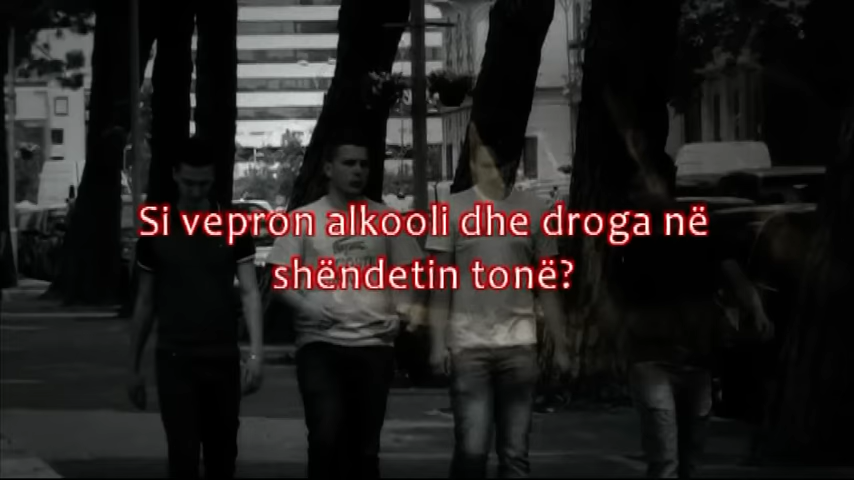 Si vepron alkooli dhe droga në
shëndetin tonë?